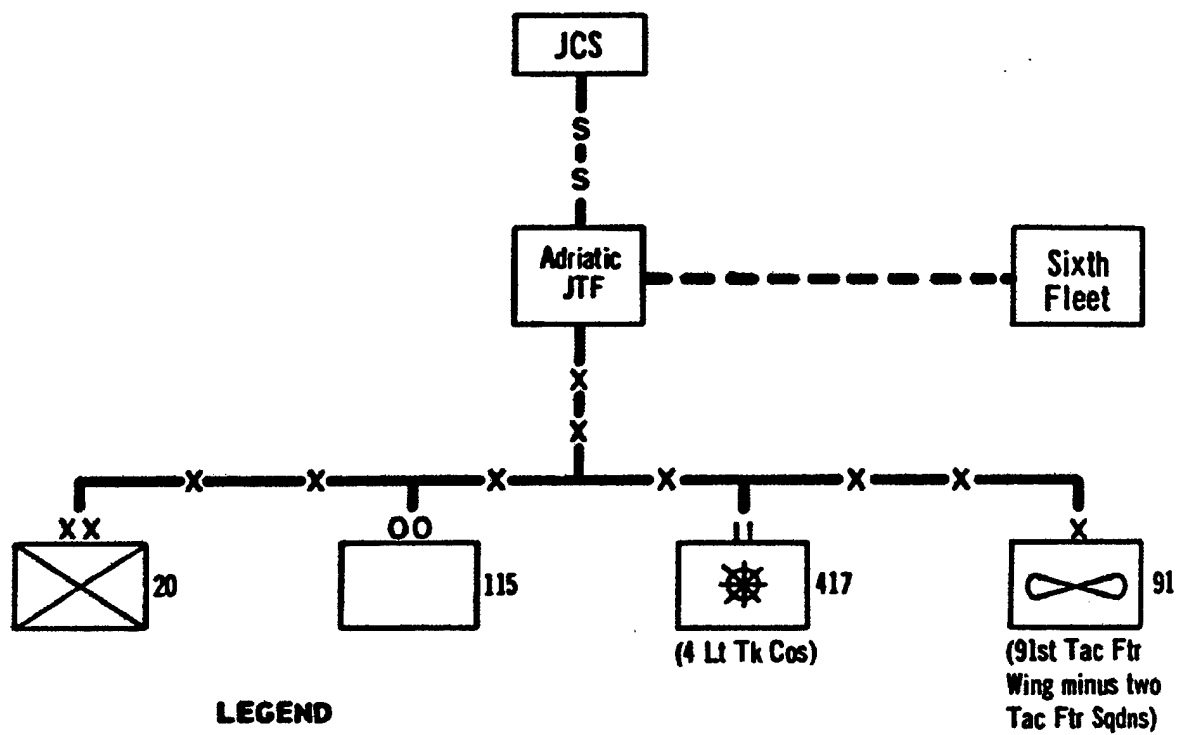 JCS
S
S
Adriatic
JTF
Sixth
Fleet
X
X
X X X X X X
XX OO II X
20 115 417 91
(4 Lt Tk Cos)
(91st Tac Ftr
Wing minus two
Tac Ftr Sqdns)
LEGEND